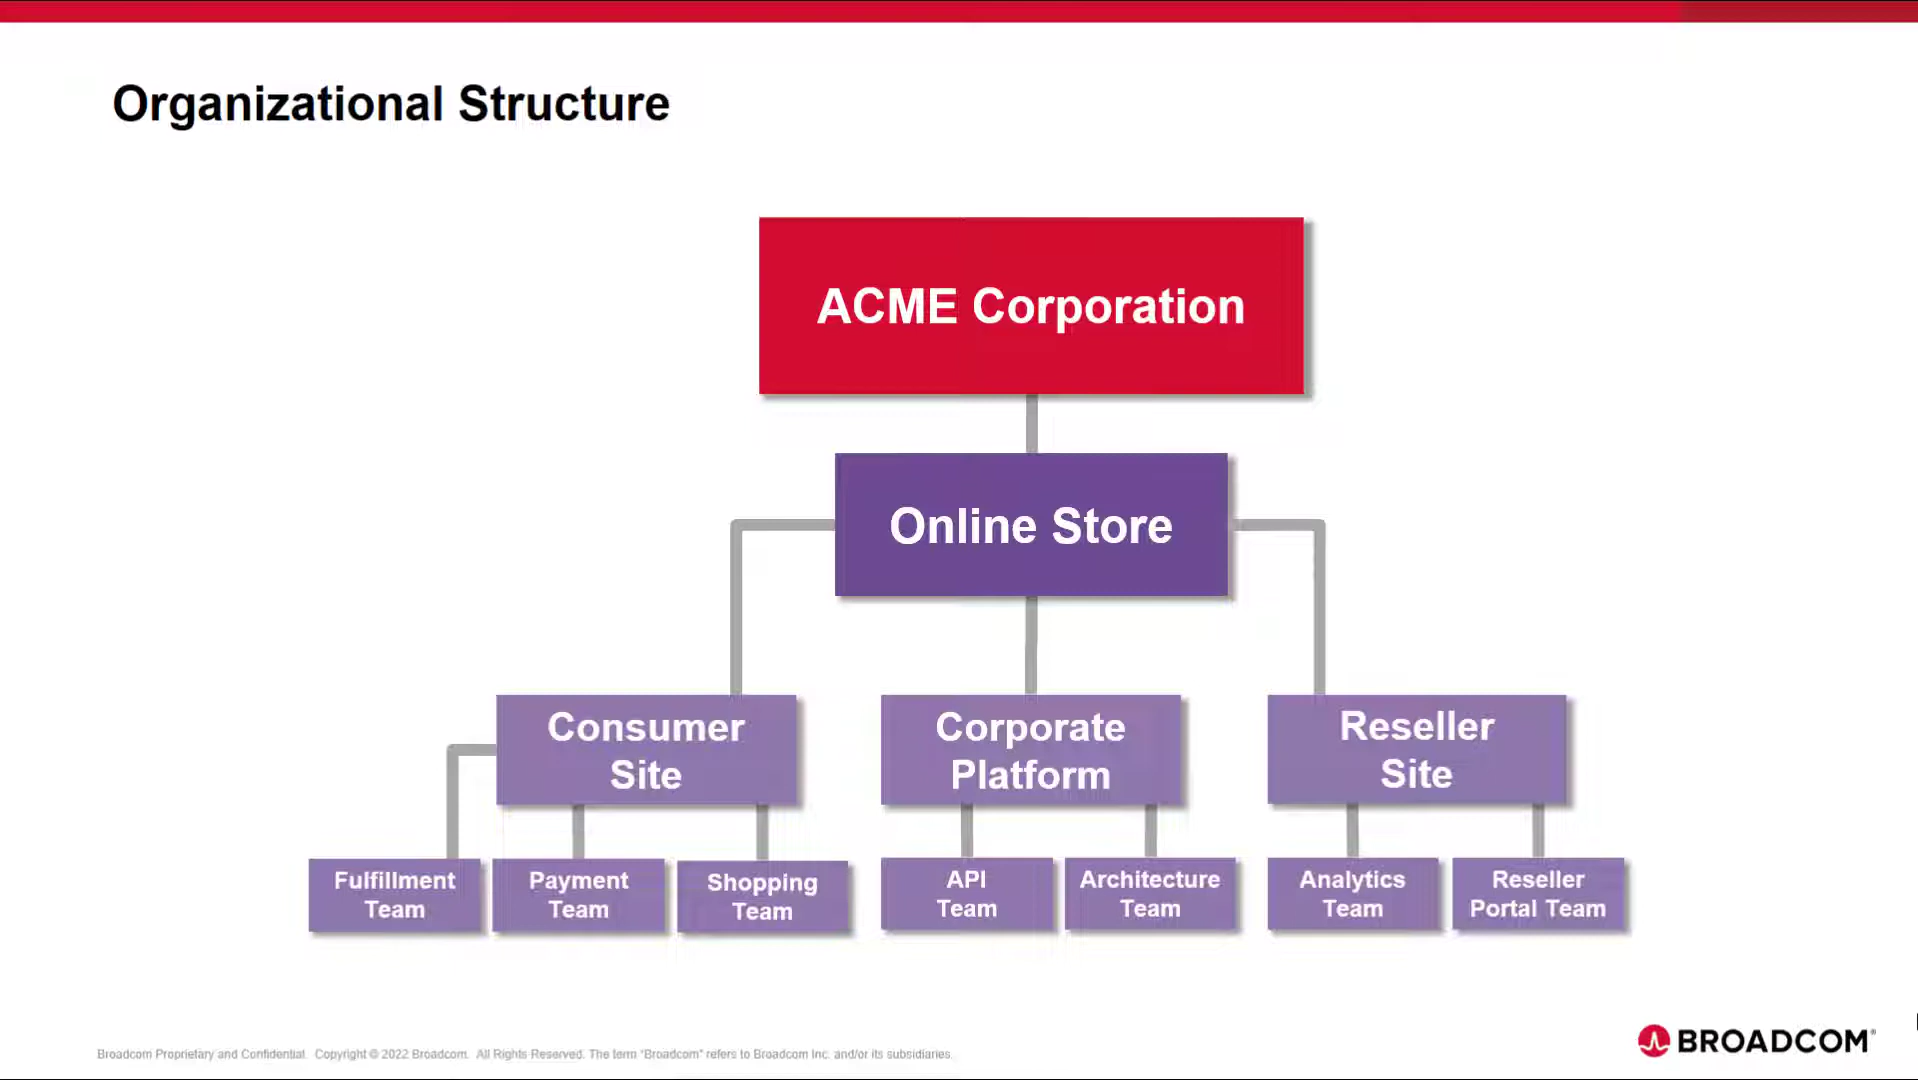 Organizational Structure
ACME Corporation
Online Store
Consumer
Site
Corporate
Platform
Reseller
Site
Fulfillment
Team
Payment
Team
Shopping
Team
API
Team
Architecture
Team
Analytics
Team
Reseller
Portal Team
Broadcom Proprietary and Confidential. Copyright © 2022 Broadcom. All Rights Reserved. The term “Broadcom” refers to Broadcom Inc. and/or its subsidiaries.
BROADCOM®